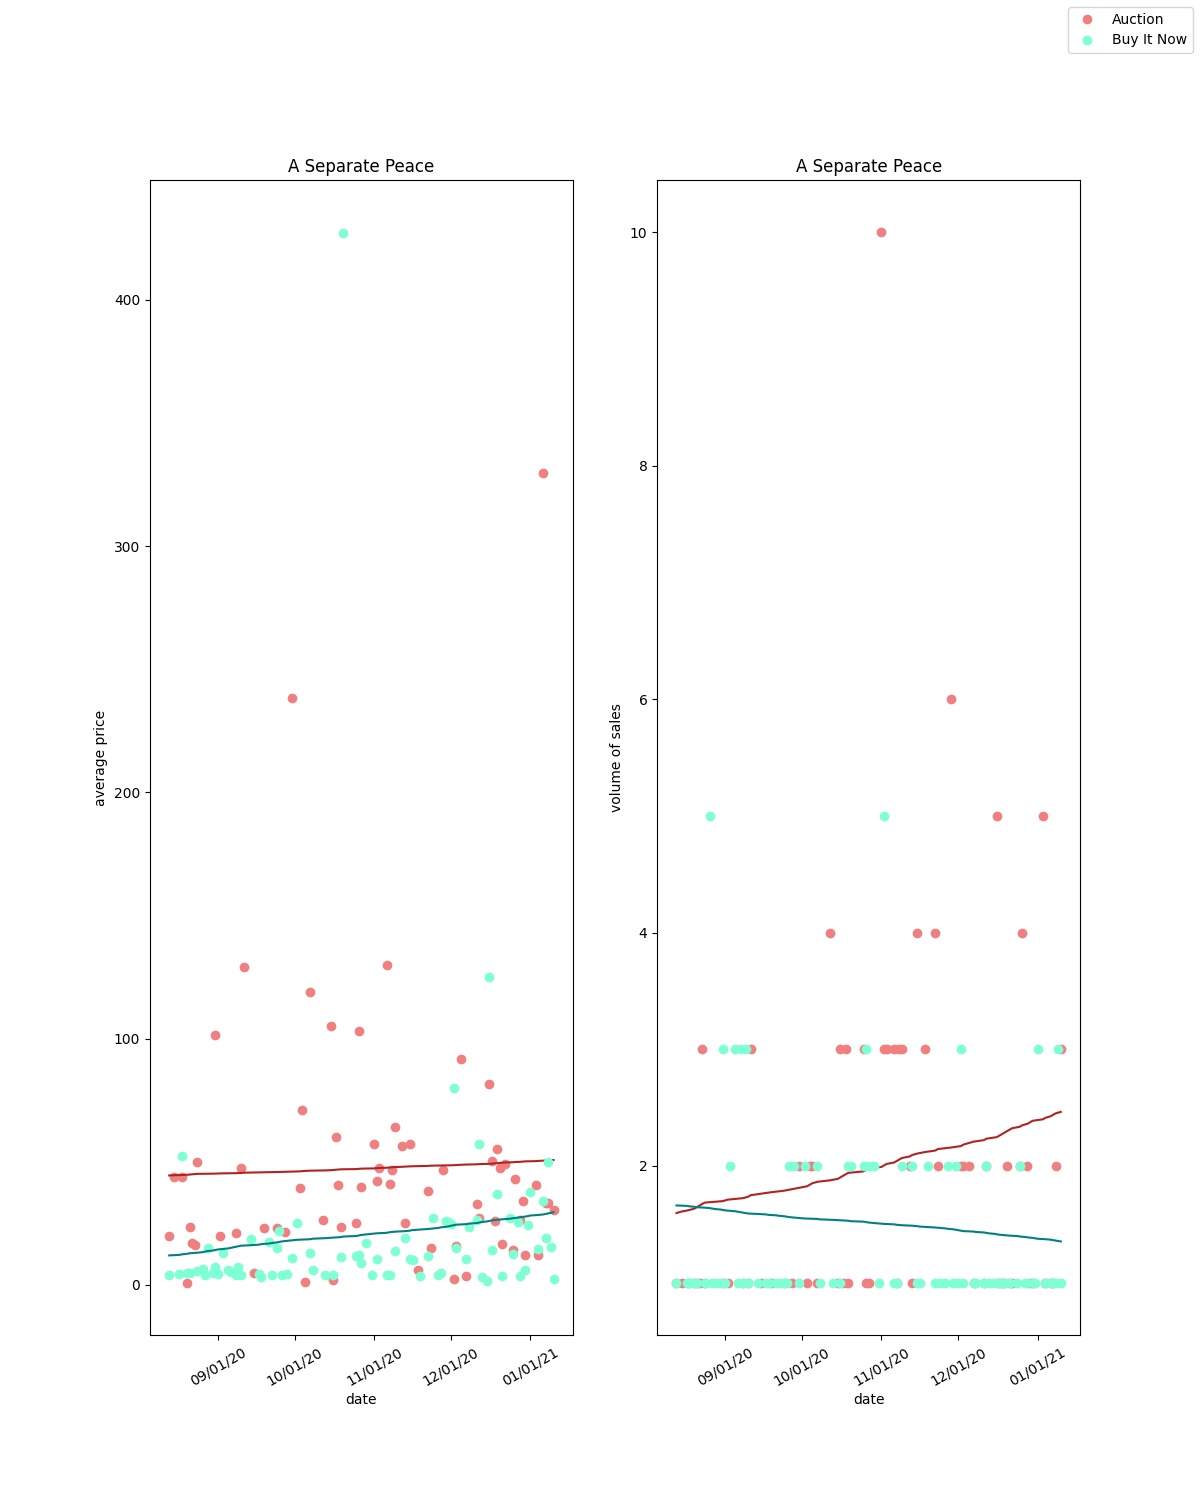 Auction
Buy It Now
A Separate Peace
average price
400
300
200
100
0
09/01/20
10/01/20
11/01/20
12/01/20
01/01/21
date
A Separate Peace
volume of sales
10
8
6
4
2
09/01/20
10/01/20
11/01/20
12/01/20
01/01/21
date